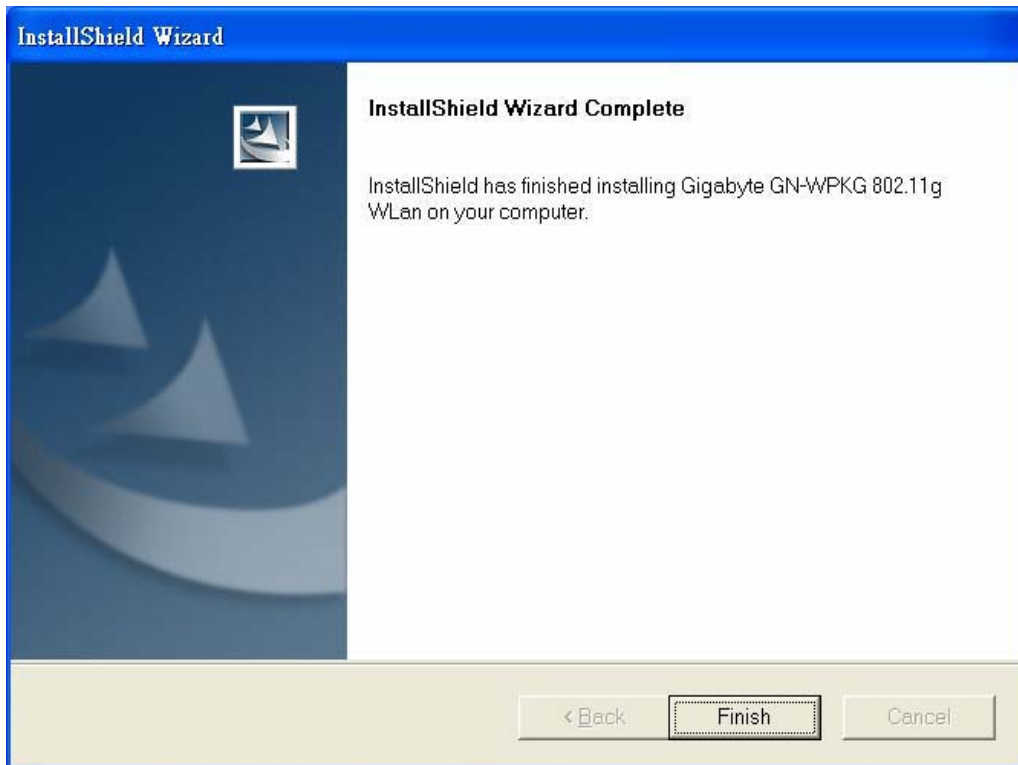 InstallShield Wizard
InstallShield Wizard Complete
InstallShield has finished installing Gigabyte GN-WPKG 802.11g
WLan on your computer.
< Back
Finish
Cancel